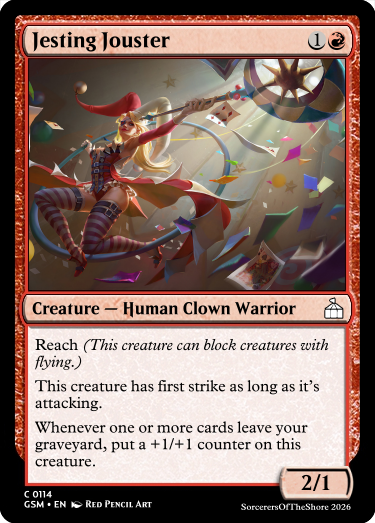 Jesting Jouster 1
Creature — Human Clown Warrior
Reach (This creature can block creatures with
flying.)
This creature has first strike as long as it's
attacking.
Whenever one or more cards leave your
graveyard, put a +1/+1 counter on this
creature.
2/1
C 0114
GSM • EN Red Pencil Art
SorcerersOfTheShore 2026